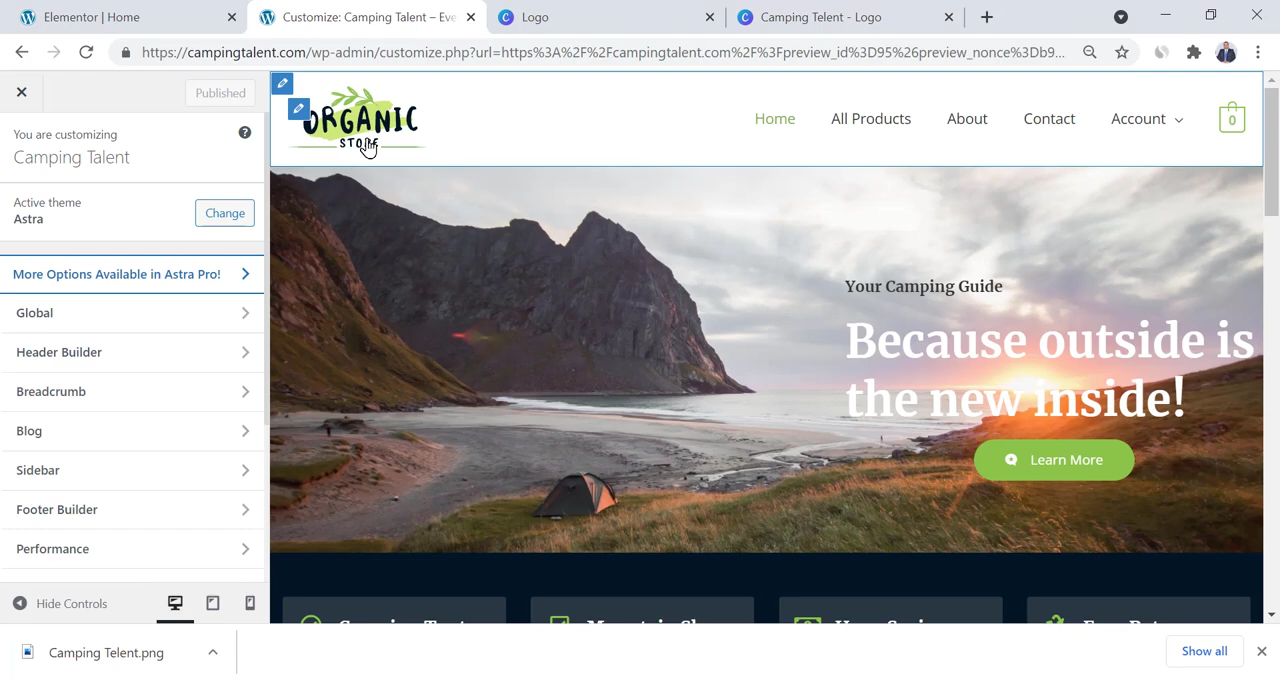 Elementor | Home
Customize: Camping Talent – Eve
Logo
Camping Telent - Logo
https://campingtalent.com/wp-admin/customize.php?url=https%3A%2F%2Fcampingtalent.com%2F%3Fpreview_id%3D95%26preview_nonce%3Db9...
Published
You are customizing
Camping Talent
Active theme
Astra
Change
More Options Available in Astra Pro!
Global
Header Builder
Breadcrumb
Blog
Sidebar
Footer Builder
Performance
Hide Controls
ORGANIC
STORE
Home
All Products
About
Contact
Account
0
Your Camping Guide
Because outside is
the new inside!
Learn More
Camping Telent.png
Show all